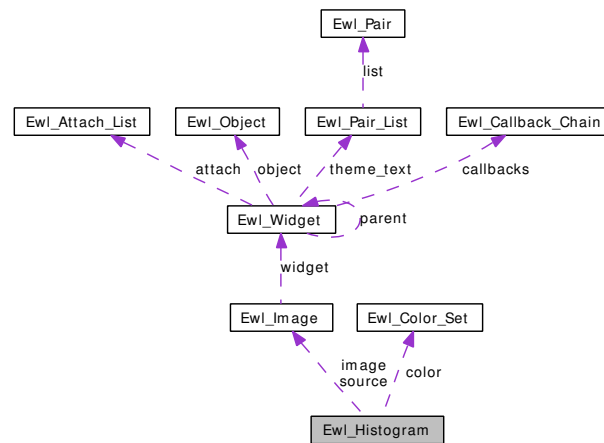 Ewl_Pair
list
Ewl_Attach_List
Ewl_Object
Ewl_Pair_List
Ewl_Callback_Chain
attach
object
theme_text
callbacks
Ewl_Widget
parent
widget
Ewl_Image
Ewl_Color_Set
image
source
color
Ewl_Histogram